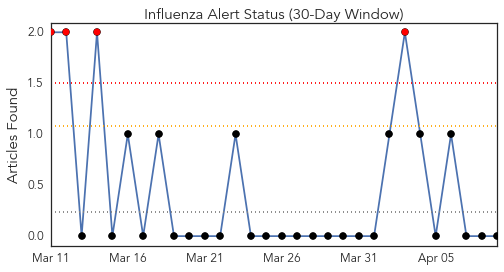 Influenza Alert Status (30-Day Window)
Articles Found
2.0
1.5
1.0
0.5
0.0
Mar 11 Mar 16 Mar 21 Mar 26 Mar 31 Apr 05